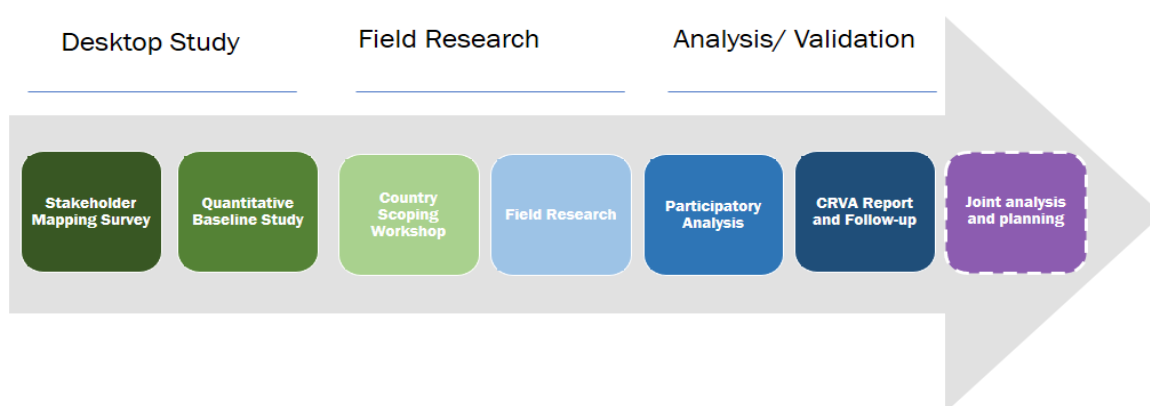 Desktop Study
Field Research
Analysis/ Validation
Stakeholder
Mapping Survey
Quantitative
Baseline Study
Country
Scoping
Workshop
Field Research
Participatory
Analysis
CRVA Report
and Follow-up
Joint analysis
and planning